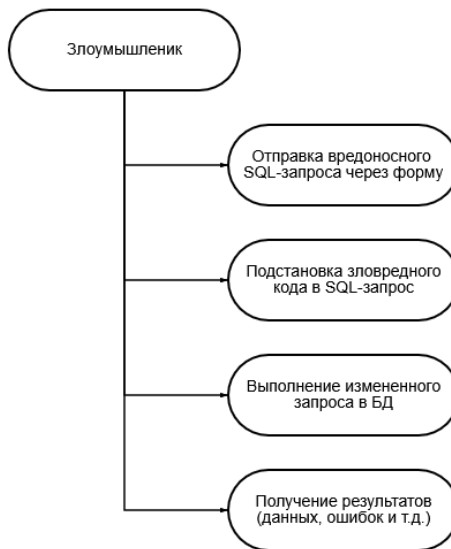 Злоумышленик
Отправка вредоносного
SQL-запроса через форму
Подстановка зловредного
кода в SQL-запрос
Выполнение измененного
запроса в БД
Получение результатов
(данных, ошибок и т.д.)